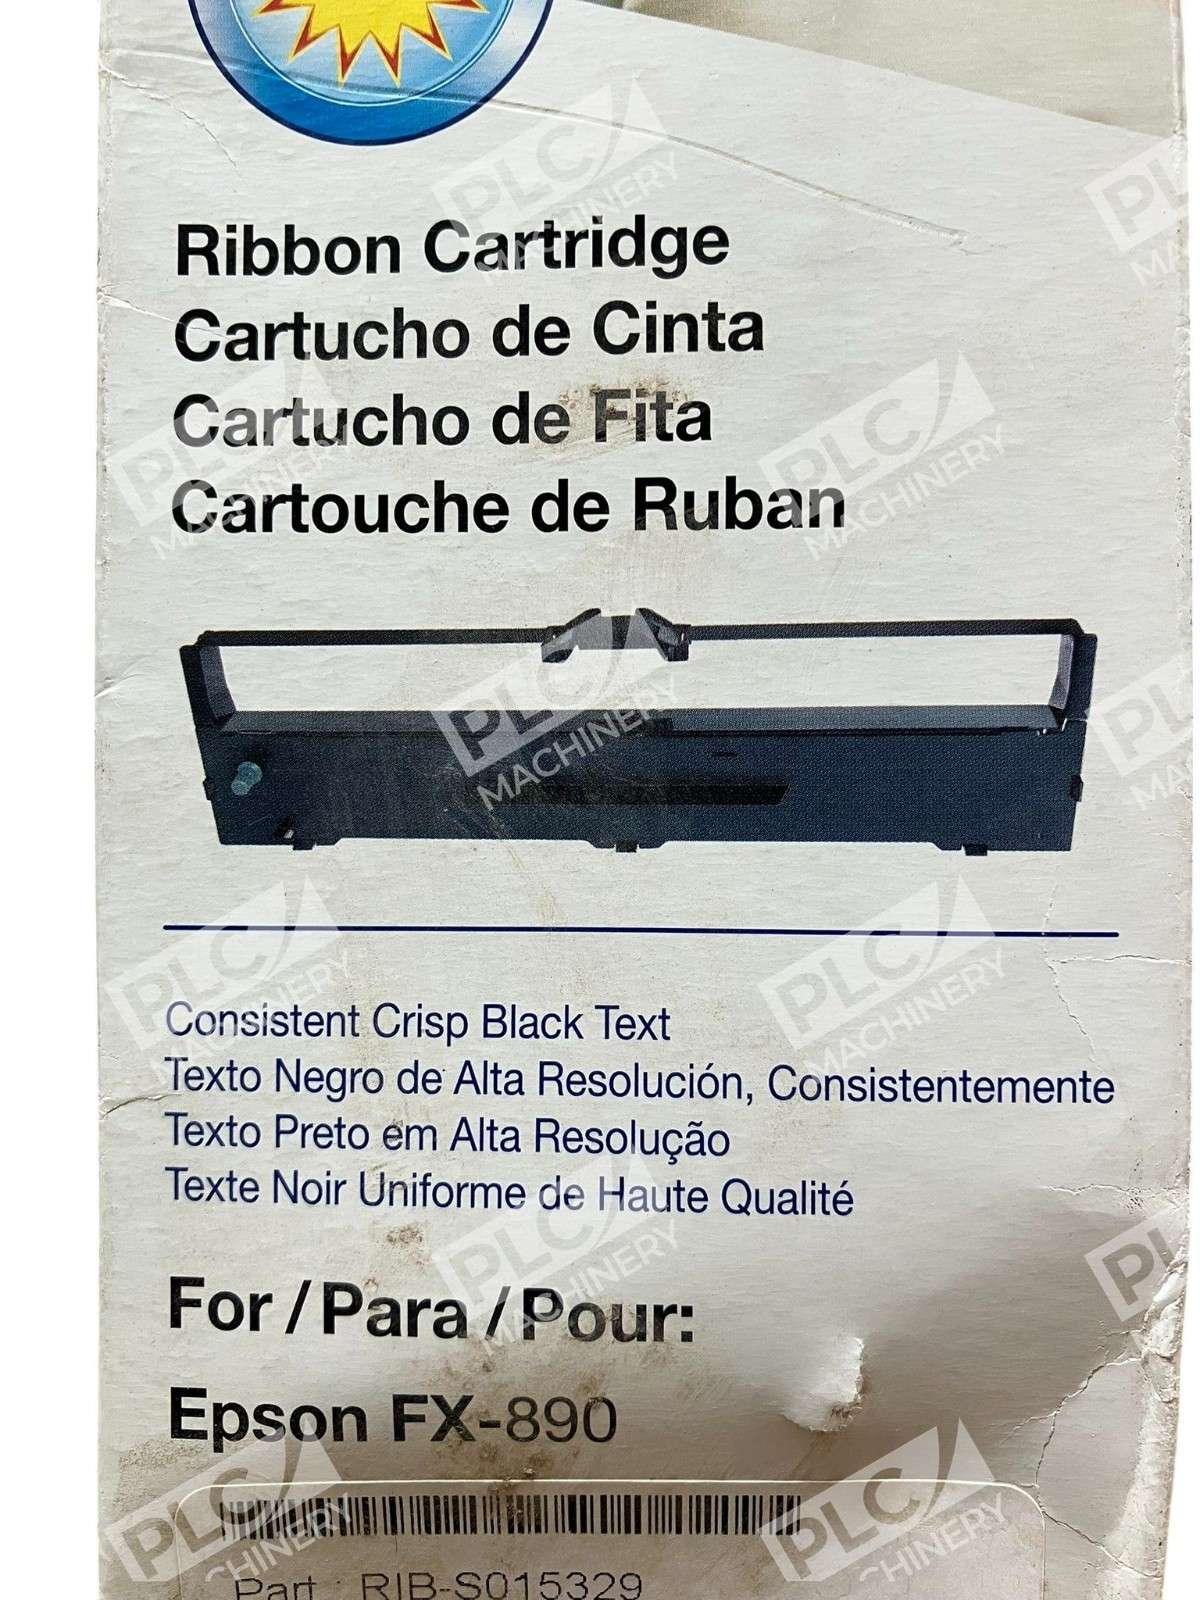 Ribbon Cartridge
Cartucho de Cinta
Cartucho de Fita
Cartouche de Ruban
Consistent Crisp Black Text
Texto Negro de Alta Resolución, Consistentemente
Texto Preto em Alta Resolução
Texte Noir Uniforme de Haute Qualité
For / Para / Pour:
Epson FX-890
Part : RIB-S015329
PLC MACHINERY